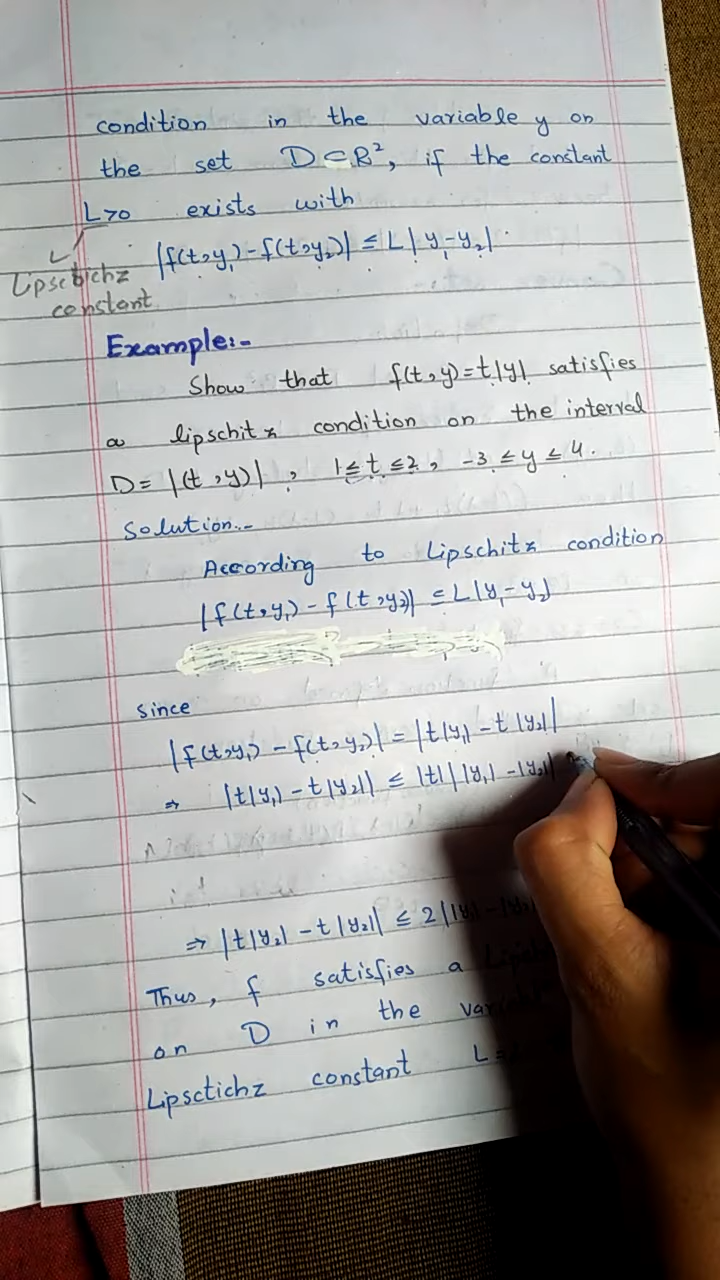 condition in the variable y on
the set D⊂R², if the constant
L>0 exists with
|f(t,y₁)-f(t,y₂)| ≤ L|y₁-y₂|.
Lipsctichz
constant
Example:-
Show that f(t,y)=t|y| satisfies
a lipschitz condition on the interval
D= |(t,y)|, 1≤t≤2, -3≤y≤4.
Solution:-
According to Lipschitz condition
|f(t,y₁) - f(t,y₂)| ≤ L|y₁-y₂|
Since
|f(t,y₁) - f(t,y₂)| = |t|y₁| - t|y₂||
⇒ |t|y₁| - t|y₂|| ≤ |t| ||y₁| - |y₂||
⇒ |t|y₂| - t|y₂|| ≤ 2||y₁| - |y₂
Thus, f satisfies a
on D in the
Lipsctichz constant L=